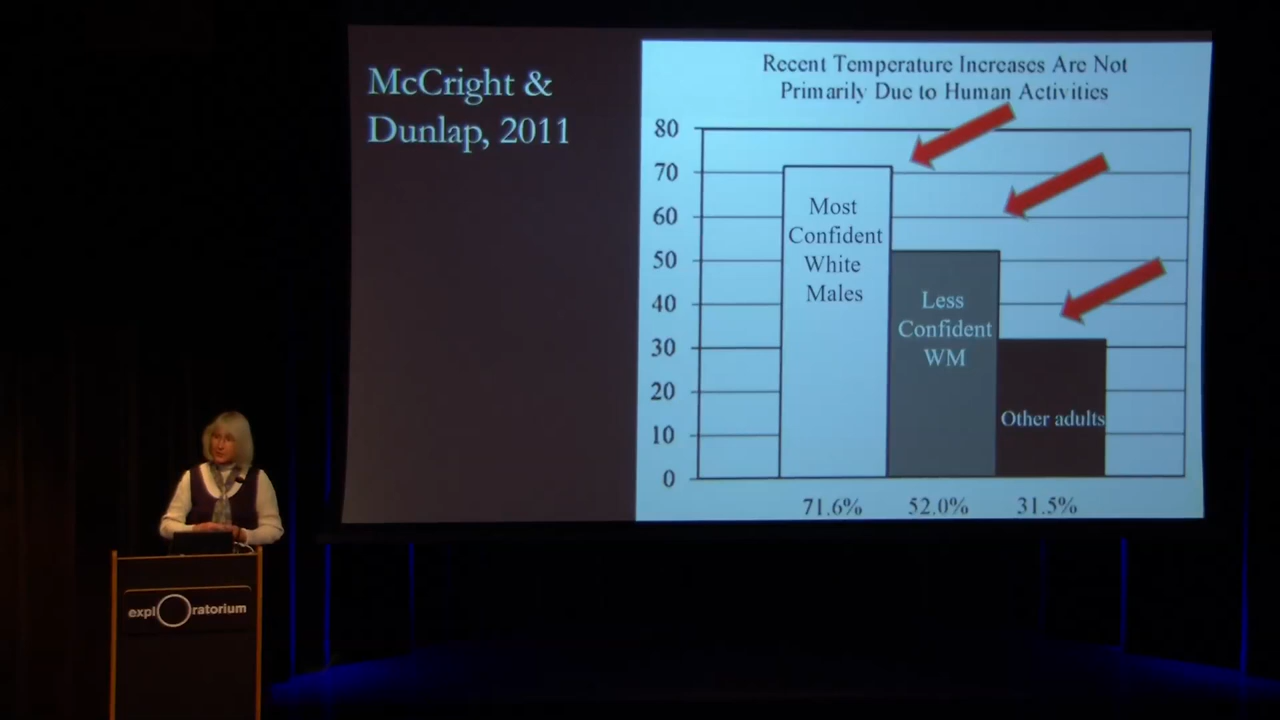 McCright &
Dunlap, 2011
Recent Temperature Increases Are Not
Primarily Due to Human Activities
80
70
60
50
40
30
20
10
0
Most
Confident
White
Males
Less
Confident
WM
Other adults
71.6% 52.0% 31.5%
exploratorium